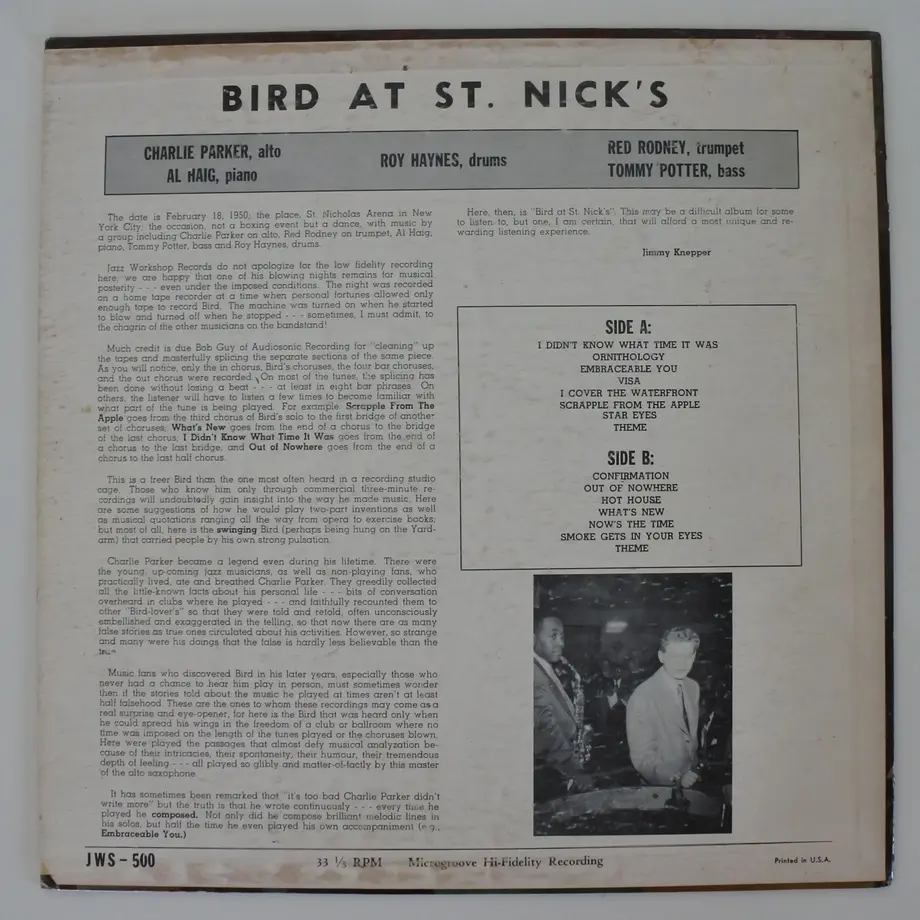 BIRD AT ST. NICK'S
CHARLIE PARKER, alto
AL HAIG, piano
ROY HAYNES, drums
RED RODNEY, trumpet
TOMMY POTTER, bass
The date is February 18, 1950, the place, St. Nicholas Arena in New
York City; the occasion, not a boxing event but a dance, with music by
a group including Charlie Parker on alto, Red Rodney on trumpet, Al Haig,
piano, Tommy Potter, bass and Roy Haynes, drums.
Jazz Workshop Records do not apologize for the low fidelity recording
here; we are happy that one of his blowing nights remains for musical
posterity - - - even under the imposed conditions. The night was recorded
on a home tape recorder at a time when personal fortunes allowed only
enough tape to record Bird. The machine was turned on when he started
to blow and turned off when he stopped - - - sometimes, I must admit, to
the chagrin of the other musicians on the bandstand!
Much credit is due Bob Guy of Audiosonic Recording for "cleaning" up
the tapes and masterfully splicing the separate sections of the same piece.
As you will notice, only the in chorus, Bird's choruses, the four bar choruses,
and the out chorus were recorded. On most of the tunes, the splicing has
been done without losing a beat - - - at least in eight bar phrases. On
others, the listener will have to listen a few times to become familiar with
what part of the tune is being played. For example Scrapple From The
Apple goes from the third chorus of Bird's solo to the first bridge of another
set of choruses; What's New goes from the end of a chorus to the bridge
of the last chorus; I Didn't Know What Time It Was goes from the end of
a chorus to the last bridge, and Out of Nowhere goes from the end of a
chorus to the last half chorus.
This is a freer Bird than the one most often heard in a recording studio
cage. Those who know him only through commercial three-minute re-
cordings will undoubtedly gain insight into the way he made music. Here
are some suggestions of how he would play two-part inventions as well
as musical quotations ranging all the way from opera to exercise books;
but most of all, here is the swinging Bird (perhaps being hung on the Yard-
arm) that carried people by his own strong pulsation.
Charlie Parker became a legend even during his lifetime. There were
the young, up-coming jazz musicians, as well as non-playing fans, who
practically lived, ate and breathed Charlie Parker. They greedily collected
all the little-known facts about his personal life - - - bits of conversation
overheard in clubs where he played - - - and faithfully recounted them to
other "Bird-lover's" so that they were told and retold, often unconsciously
embellished and exaggerated in the telling, so that now there are as many
false stories as true ones circulated about his activities. However, so strange
and many were his doings that the false is hardly less believable than the
true.
Music fans who discovered Bird in his later years, especially those who
never had a chance to hear him play in person, must sometimes wonder
then if the stories told about the music he played at times aren't at least
half falsehood. These are the ones to whom these recordings may come as a
real surprise and eye-opener, for here is the Bird that was heard only when
he could spread his wings in the freedom of a club or ballroom where no
time was imposed on the length of the tunes played or the choruses blown.
Here were played the passages that almost defy musical analyzation be-
cause of their intricacies, their spontaneity, their humour, their tremendous
depth of feeling - - - all played so glibly and matter-of-factly by this master
of the alto saxophone.
It has sometimes been remarked that "it's too bad Charlie Parker didn't
write more" but the truth is that he wrote continuously - - - every time he
played he composed. Not only did he compose brilliant melodic lines in
his solos, but half the time he even played his own accompaniment (e.g.,
Embraceable You.)
Here, then, is "Bird at St. Nick's". This may be a difficult album for some
to listen to, but one, I am certain, that will afford a most unique and re-
warding listening experience.
Jimmy Knepper
SIDE A:
I DIDN'T KNOW WHAT TIME IT WAS
ORNITHOLOGY
EMBRACEABLE YOU
VISA
I COVER THE WATERFRONT
SCRAPPLE FROM THE APPLE
STAR EYES
THEME
SIDE B:
CONFIRMATION
OUT OF NOWHERE
HOT HOUSE
WHAT'S NEW
NOW'S THE TIME
SMOKE GETS IN YOUR EYES
THEME
JWS - 500
33 ⅓ RPM Microgroove Hi-Fidelity Recording
Printed in U.S.A.